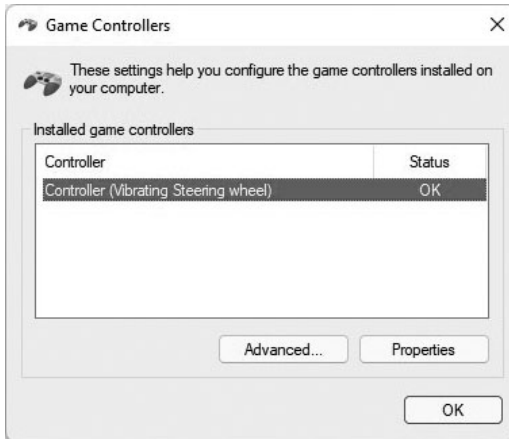 Game Controllers
These settings help you configure the game controllers installed on
your computer.
Installed game controllers
Controller Status
Controller (Vibrating Steering wheel) OK
Advanced... Properties
OK